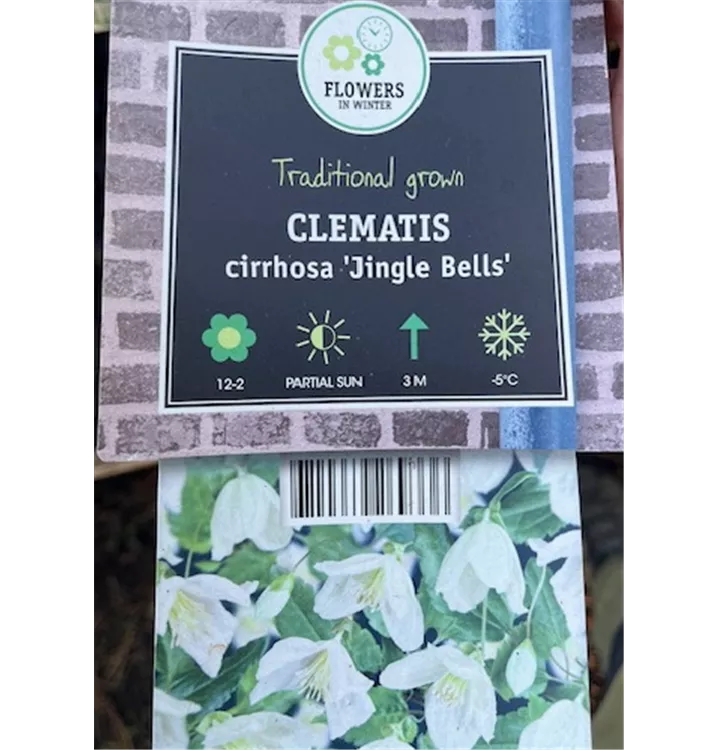 FLOWERS
IN WINTER
Traditional grown
CLEMATIS
cirrhosa 'Jingle Bells'
12-2 PARTIAL SUN 3 M -5°C